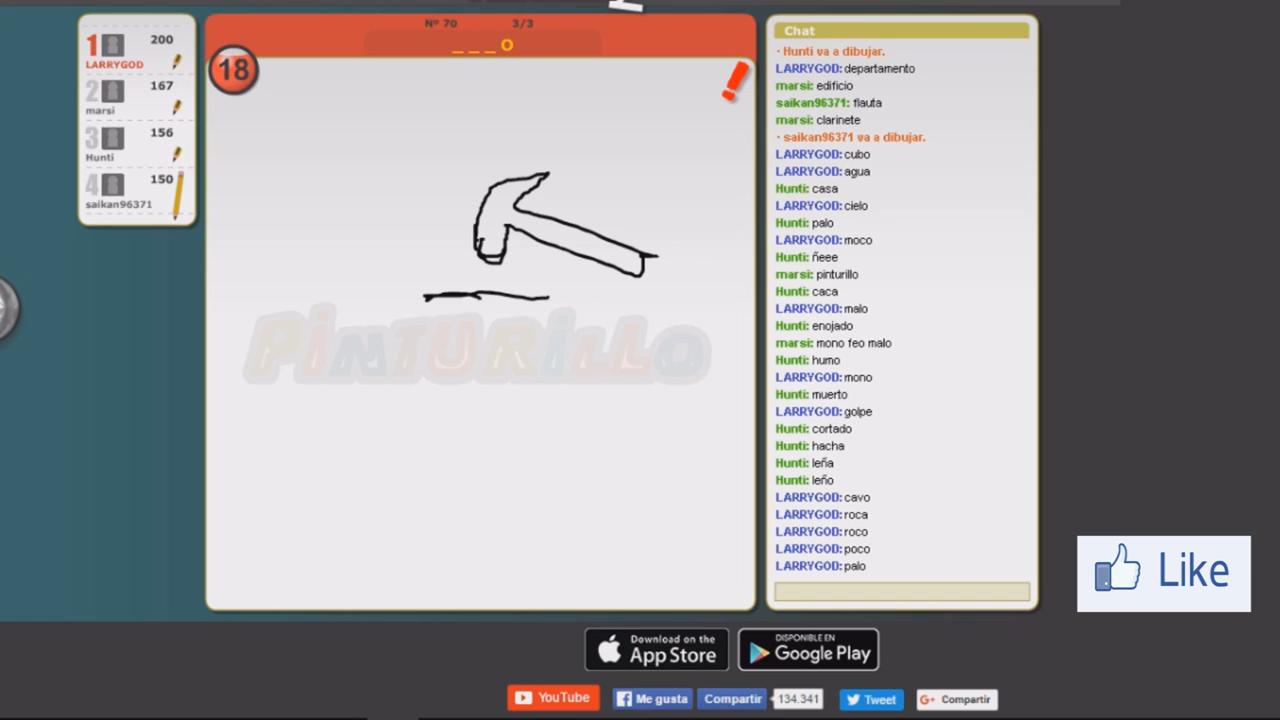 Nº 70 3/3
_ _ _ o
18
1 200
LARRYGOD
2 167
marsi
3 156
Hunti
4 150
saikan96371
PINTURILLO
Chat
· Hunti va a dibujar.
LARRYGOD: departamento
marsi: edificio
saikan96371: flauta
marsi: clarinete
· saikan96371 va a dibujar.
LARRYGOD: cubo
LARRYGOD: agua
Hunti: casa
LARRYGOD: cielo
Hunti: palo
LARRYGOD: moco
Hunti: ñeee
marsi: pinturillo
Hunti: caca
LARRYGOD: malo
Hunti: enojado
marsi: mono feo malo
Hunti: humo
LARRYGOD: mono
Hunti: muerto
LARRYGOD: golpe
Hunti: cortado
Hunti: hacha
Hunti: leña
Hunti: leño
LARRYGOD: cavo
LARRYGOD: roca
LARRYGOD: roco
LARRYGOD: poco
LARRYGOD: palo
Like
Download on the
App Store
DISPONIBLE EN
Google Play
YouTube
Me gusta
Compartir
134.341
Tweet
G+ Compartir